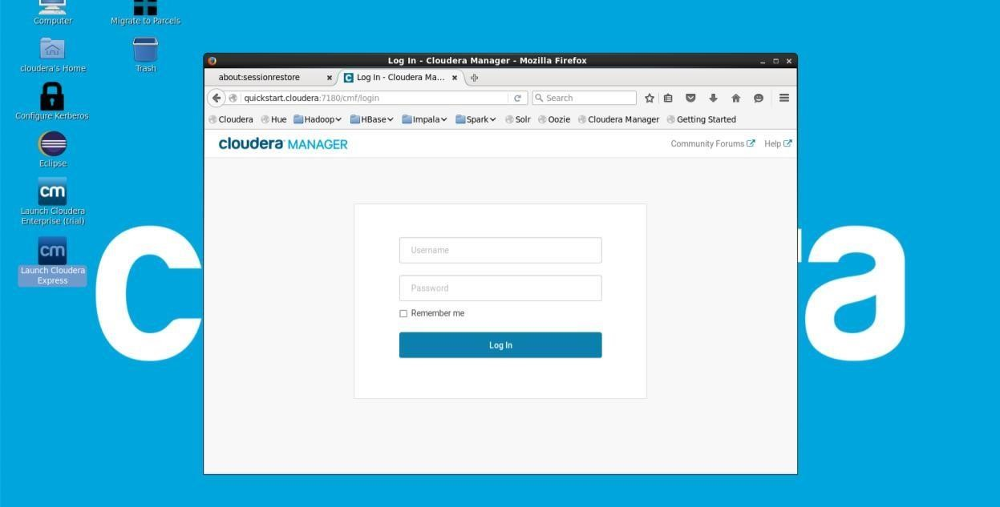 Computer
Migrate to Parcels
cloudera's Home
Trash
Configure Kerberos
Eclipse
cm
Launch Cloudera
Enterprise (trial)
cm
Launch Cloudera
Express
Log In - Cloudera Manager - Mozilla Firefox
about:sessionrestore
C Log In - Cloudera Ma...
quickstart.cloudera:7180/cmf/login
Search
Cloudera Hue Hadoop HBase Impala Spark Solr Oozie Cloudera Manager Getting Started
cloudera MANAGER
Community Forums Help
Username
Password
Remember me
Log In
c
ra